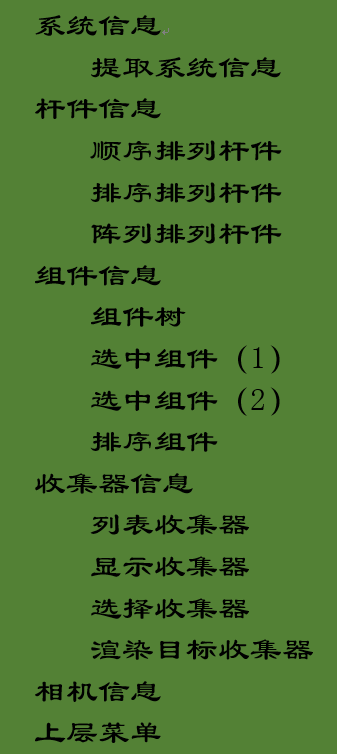 系统信息
提取系统信息
杆件信息
顺序排列杆件
排序排列杆件
阵列排列杆件
组件信息
组件树
选中组件（1）
选中组件（2）
排序组件
收集器信息
列表收集器
显示收集器
选择收集器
渲染目标收集器
相机信息
上层菜单